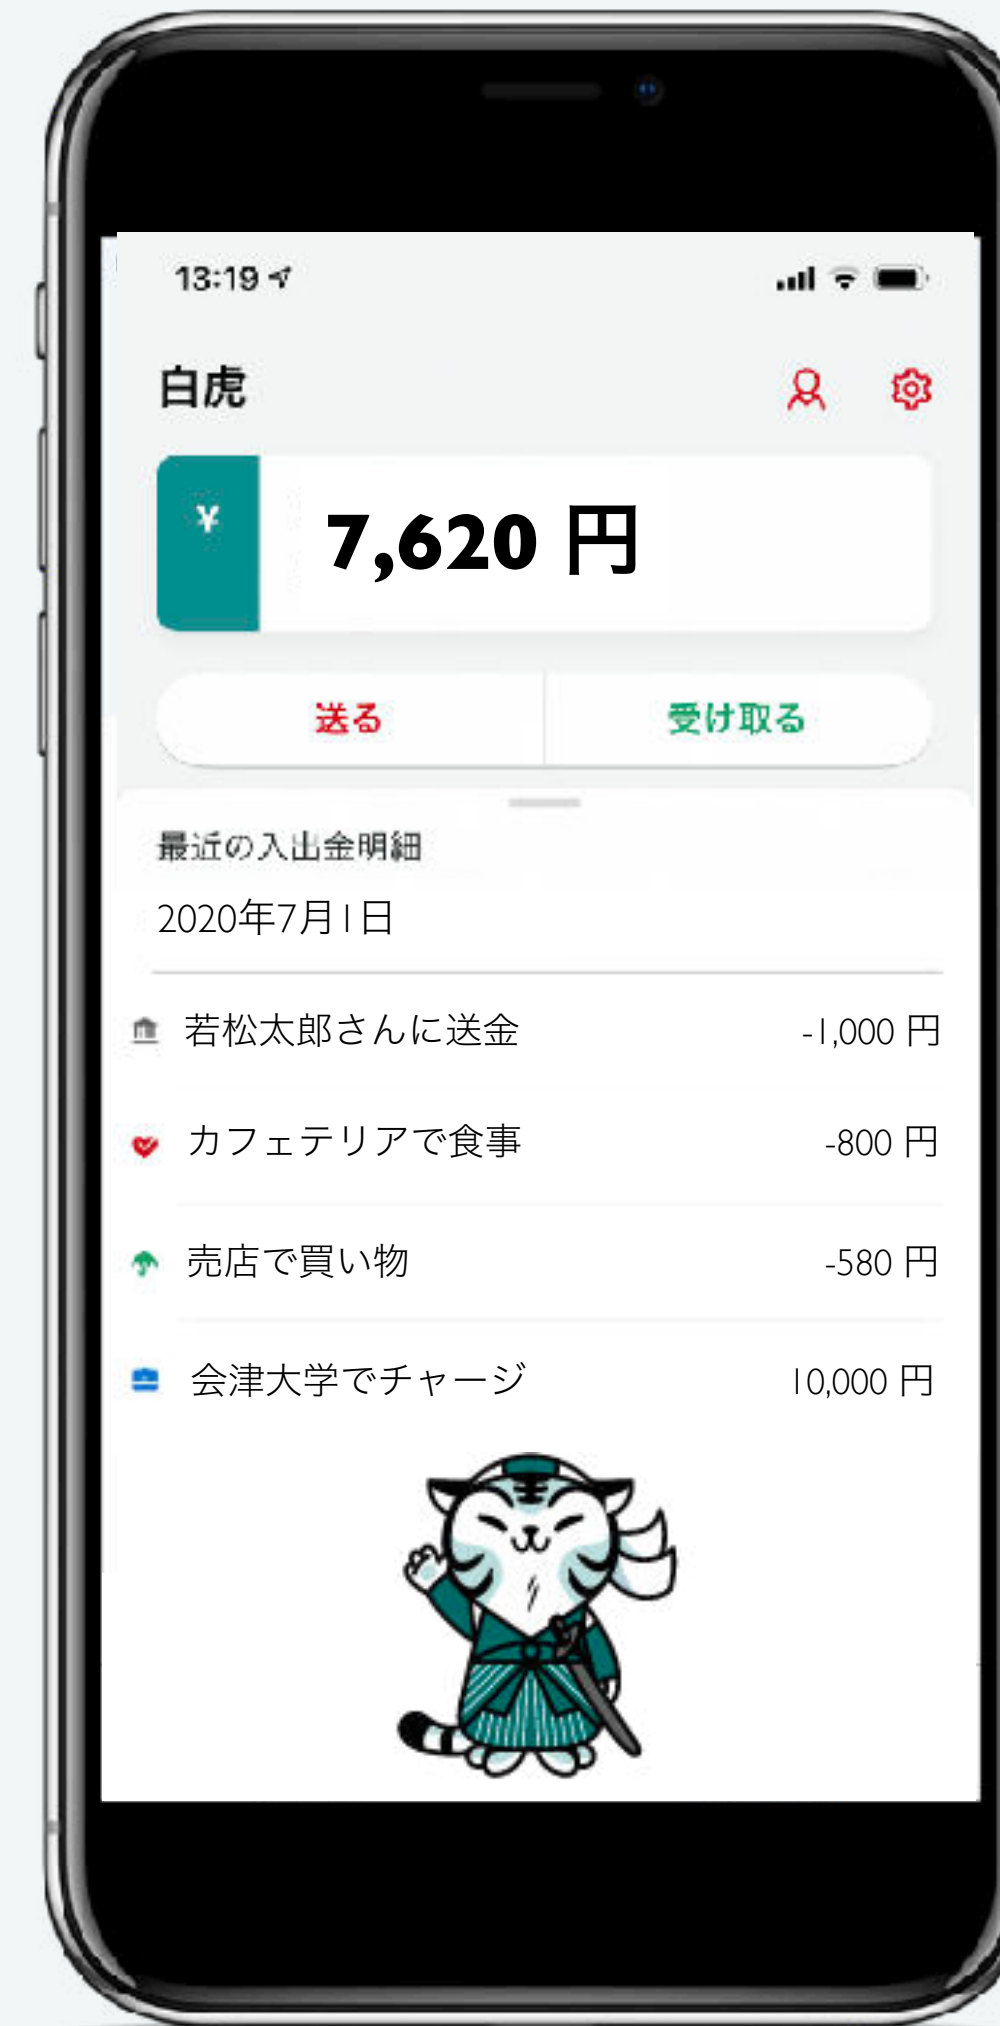 13:19
白虎
¥
7,620 円
送る 受け取る
最近の入出金明細
2020年7月1日
若松太郎さんに送金 -1,000 円
カフェテリアで食事 -800 円
売店で買い物 -580 円
会津大学でチャージ 10,000 円